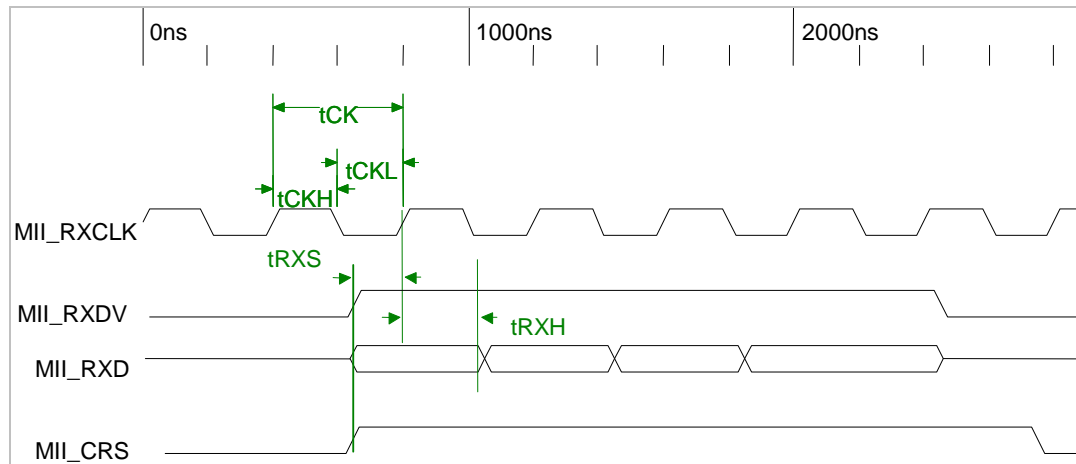 0ns 1000ns 2000ns
tCK
tCKL
tCKH
MII_RXCLK
tRXS
MII_RXDV
tRXH
MII_RXD
MII_CRS